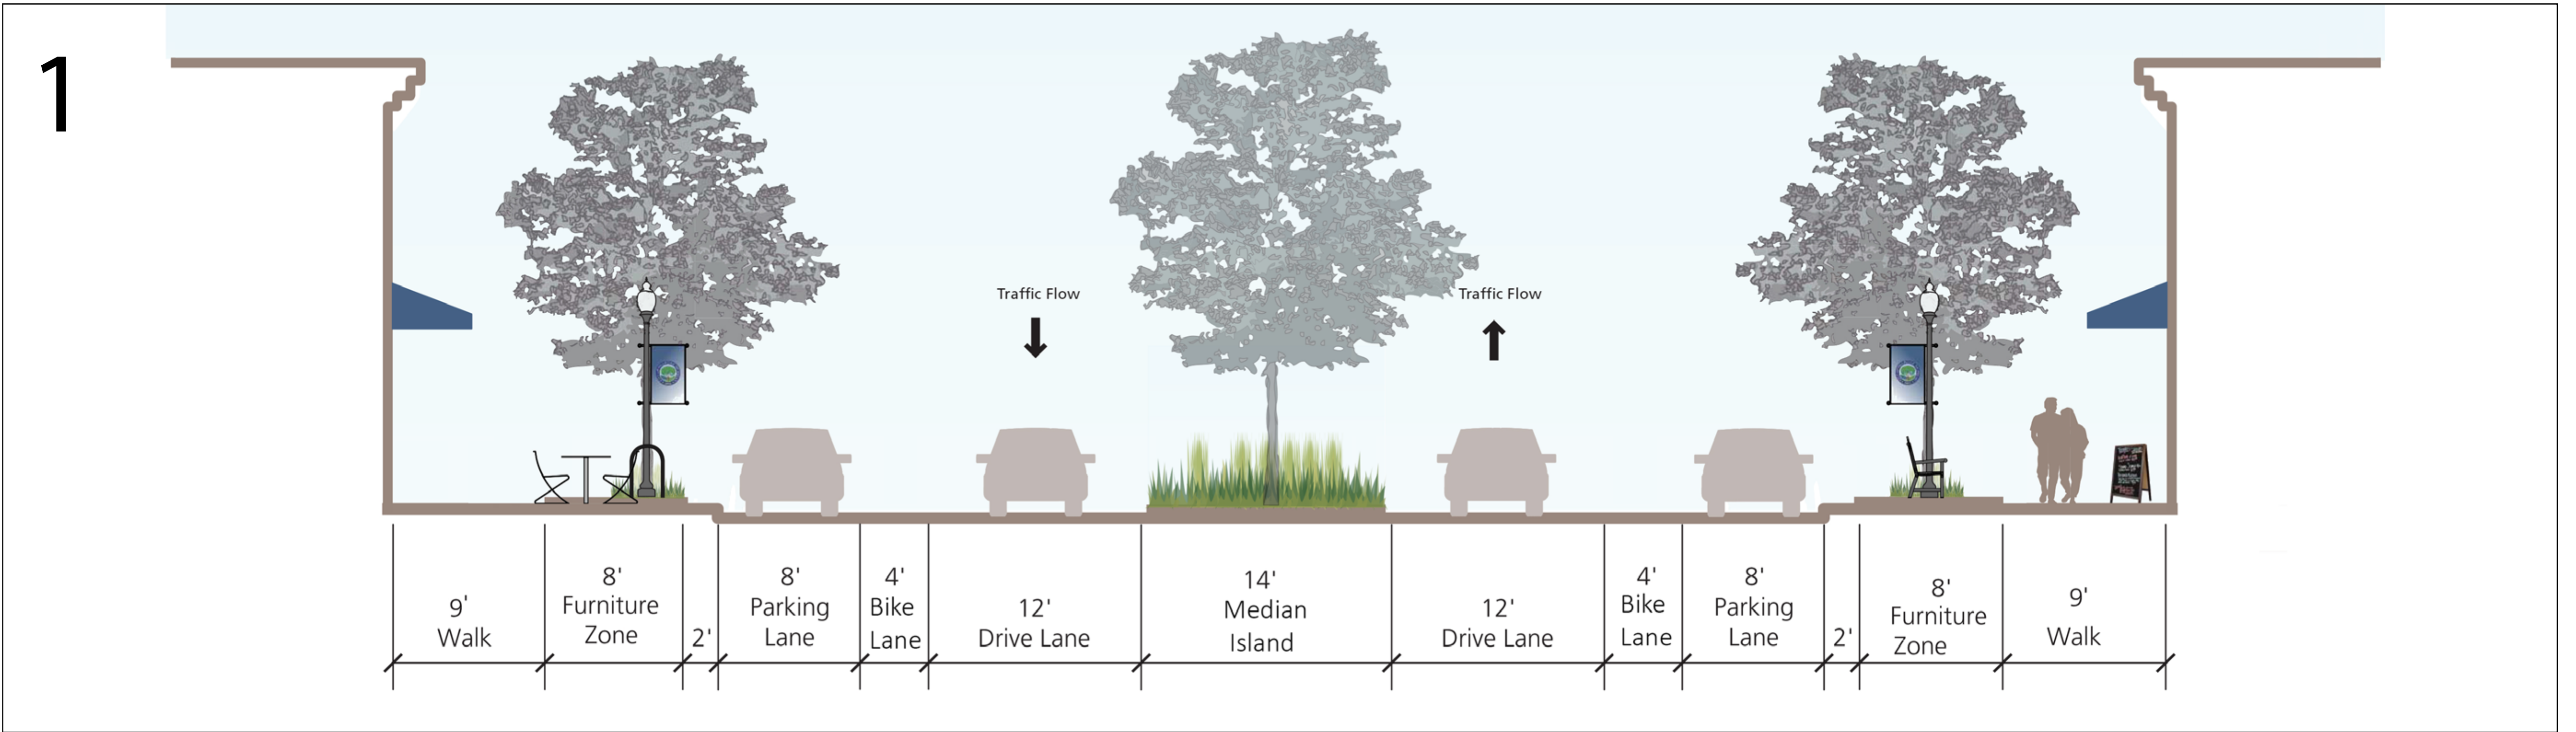 1
Traffic Flow
Traffic Flow
9'
Walk
8'
Furniture
Zone
2'
8'
Parking
Lane
4'
Bike
Lane
12'
Drive Lane
14'
Median
Island
12'
Drive Lane
4'
Bike
Lane
8'
Parking
Lane
2'
8'
Furniture
Zone
9'
Walk